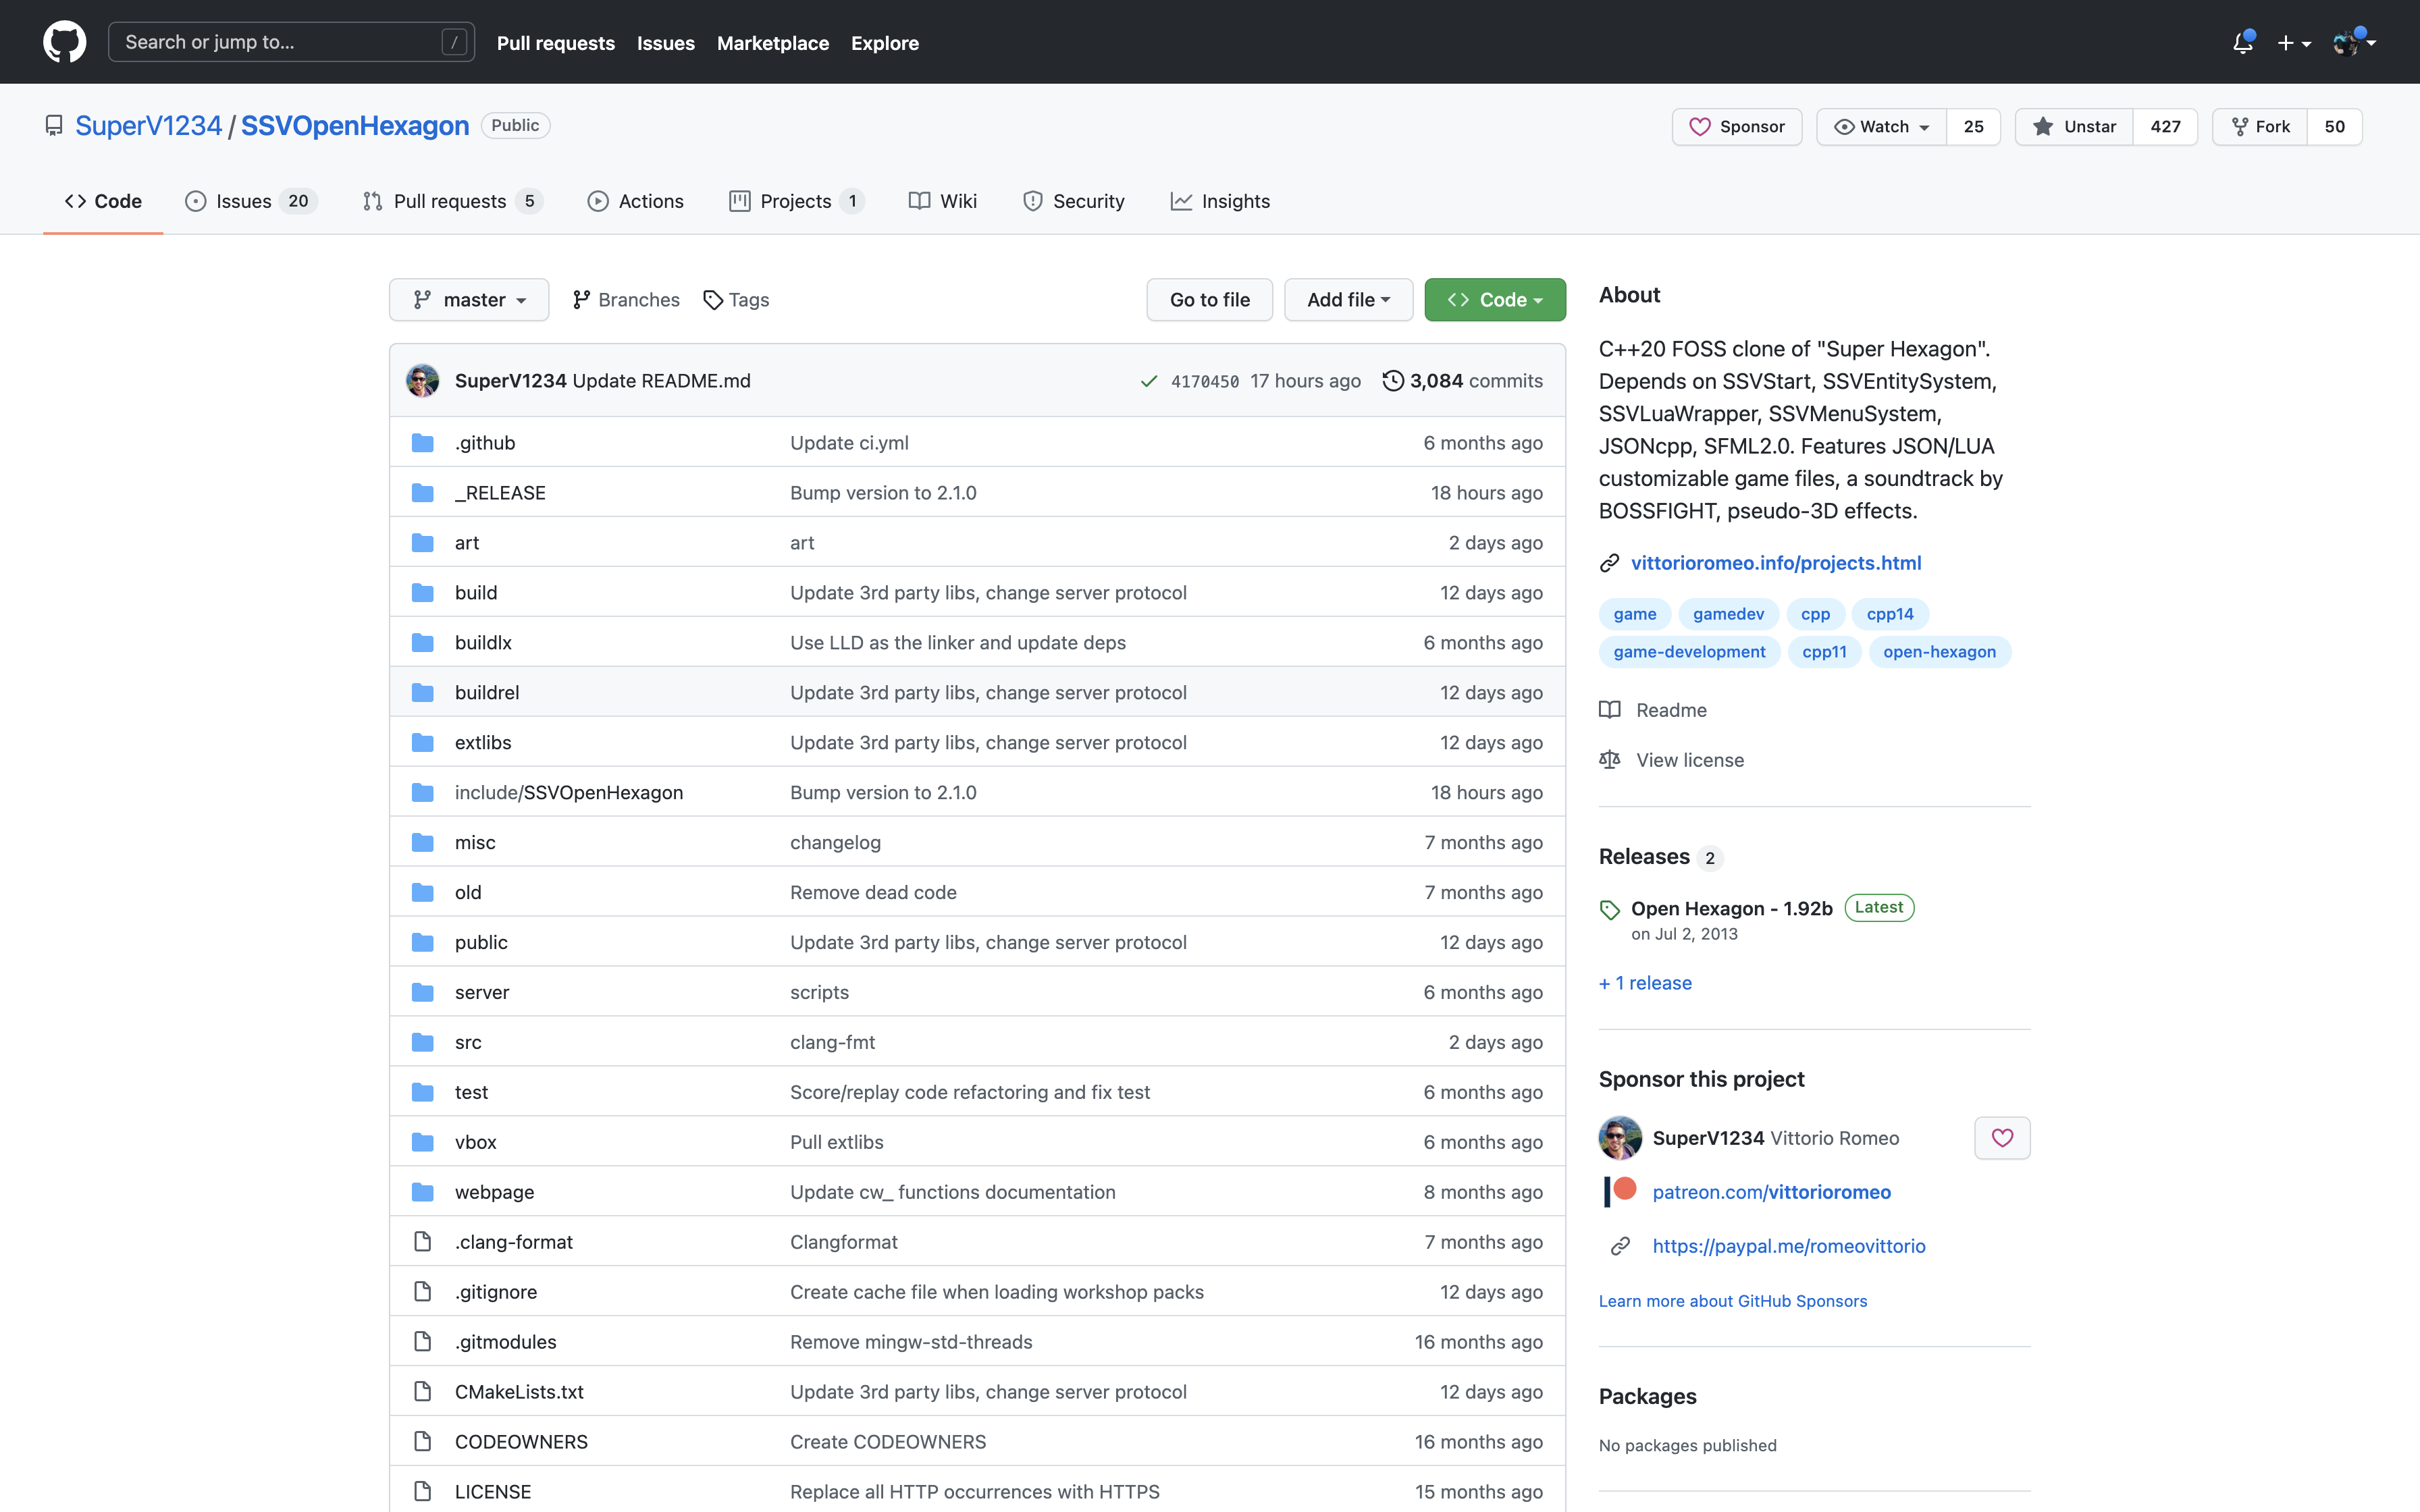 Search or jump to... /
Pull requests Issues Marketplace Explore
SuperV1234 / SSVOpenHexagon Public
Sponsor Watch 25 Unstar 427 Fork 50
Code Issues 20 Pull requests 5 Actions Projects 1 Wiki Security Insights
master Branches Tags Go to file Add file Code
SuperV1234 Update README.md 4170450 17 hours ago 3,084 commits
.github Update ci.yml 6 months ago
_RELEASE Bump version to 2.1.0 18 hours ago
art art 2 days ago
build Update 3rd party libs, change server protocol 12 days ago
buildlx Use LLD as the linker and update deps 6 months ago
buildrel Update 3rd party libs, change server protocol 12 days ago
extlibs Update 3rd party libs, change server protocol 12 days ago
include/SSVOpenHexagon Bump version to 2.1.0 18 hours ago
misc changelog 7 months ago
old Remove dead code 7 months ago
public Update 3rd party libs, change server protocol 12 days ago
server scripts 6 months ago
src clang-fmt 2 days ago
test Score/replay code refactoring and fix test 6 months ago
vbox Pull extlibs 6 months ago
webpage Update cw_ functions documentation 8 months ago
.clang-format Clangformat 7 months ago
.gitignore Create cache file when loading workshop packs 12 days ago
.gitmodules Remove mingw-std-threads 16 months ago
CMakeLists.txt Update 3rd party libs, change server protocol 12 days ago
CODEOWNERS Create CODEOWNERS 16 months ago
LICENSE Replace all HTTP occurrences with HTTPS 15 months ago
About
C++20 FOSS clone of "Super Hexagon".
Depends on SSVStart, SSVEntitySystem,
SSVLuaWrapper, SSVMenuSystem,
JSONcpp, SFML2.0. Features JSON/LUA
customizable game files, a soundtrack by
BOSSFIGHT, pseudo-3D effects.
vittorioromeo.info/projects.html
game gamedev cpp cpp14
game-development cpp11 open-hexagon
Readme
View license
Releases 2
Open Hexagon - 1.92b Latest
on Jul 2, 2013
+ 1 release
Sponsor this project
SuperV1234 Vittorio Romeo
patreon.com/vittorioromeo
https://paypal.me/romeovittorio
Learn more about GitHub Sponsors
Packages
No packages published